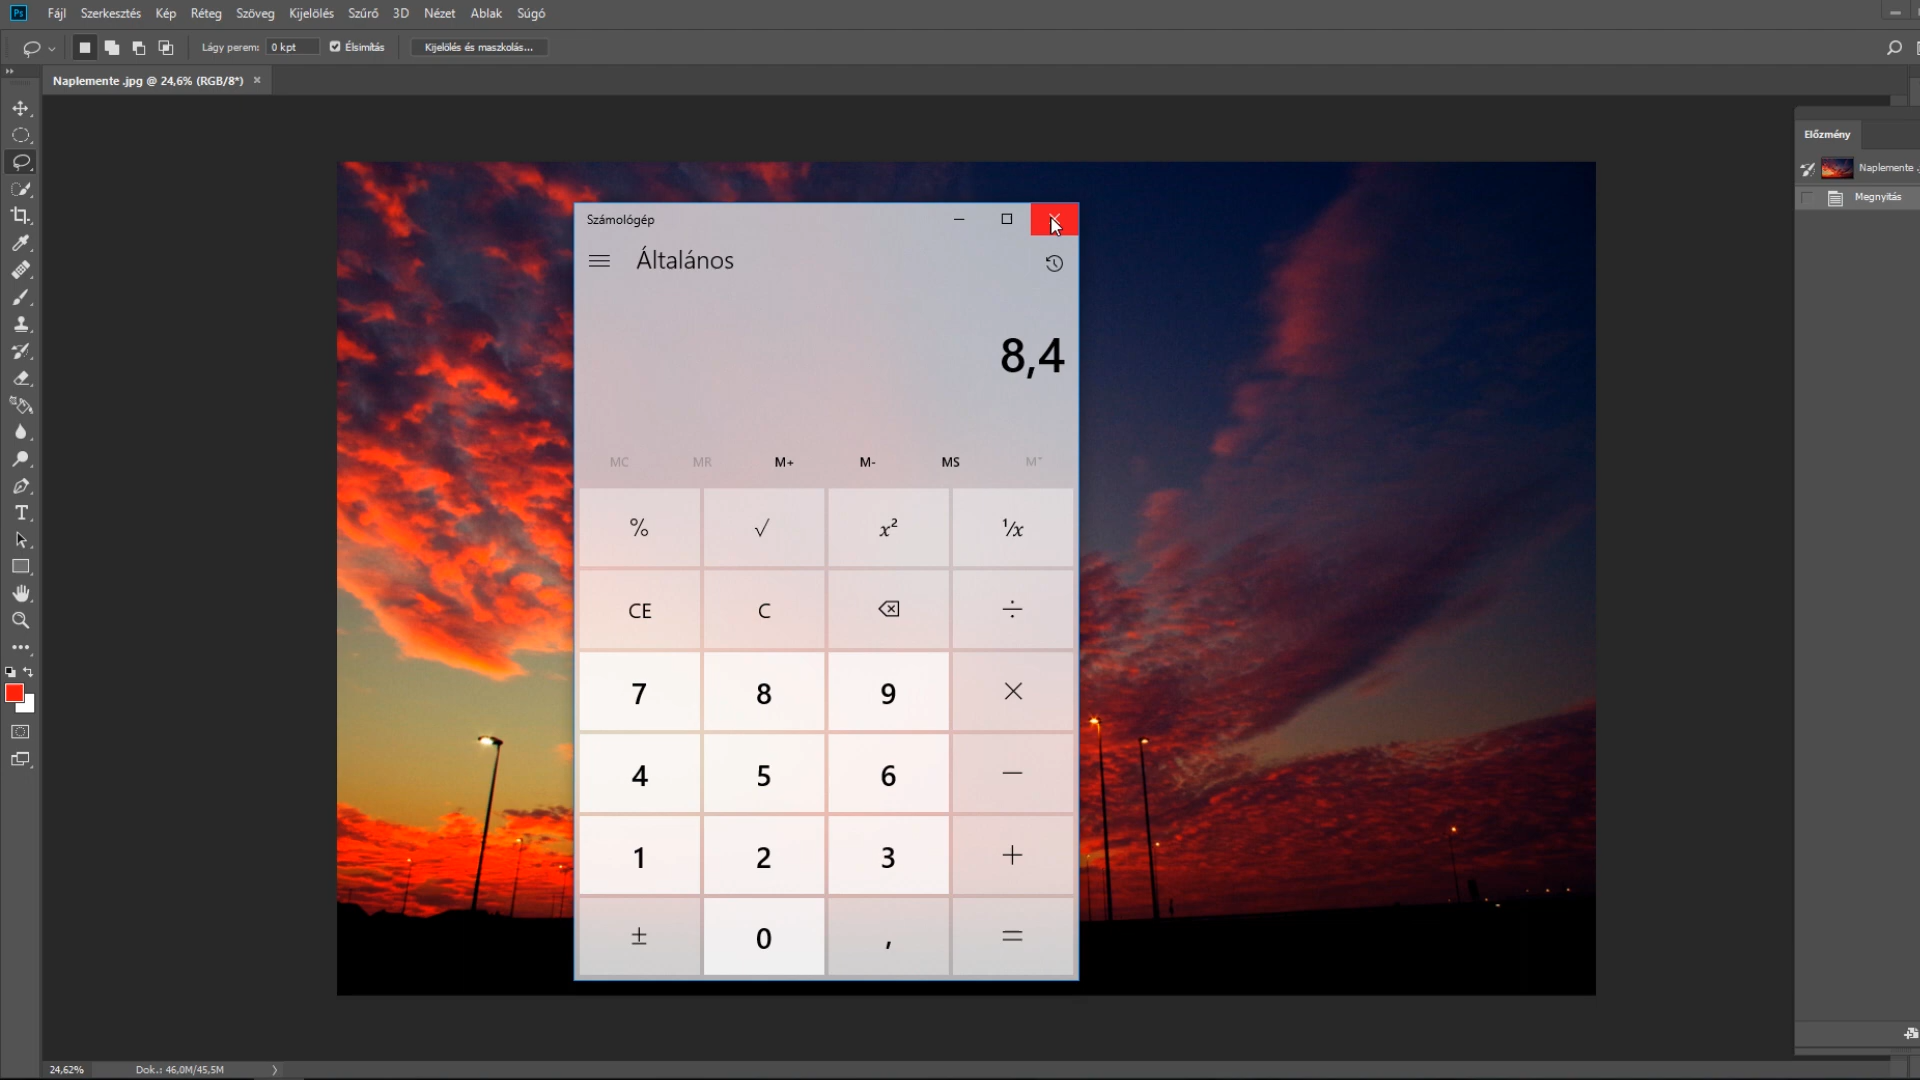 Ps Fájl Szerkesztés Kép Réteg Szöveg Kijelölés Szűrő 3D Nézet Ablak Súgó
Lágy perem: 0 kpt Élsimítás Kijelölés és maszkolás...
Naplemente .jpg @ 24,6% (RGB/8*) ×
Előzmény
Naplemente .
Megnyitás
Számológép
Általános
8,4
MC MR M+ M- MS M˅
% √ x² ¹/x
CE C ÷
7 8 9 ×
4 5 6 −
1 2 3 +
± 0 , =
24,62% Dok.: 46,0M/45,5M